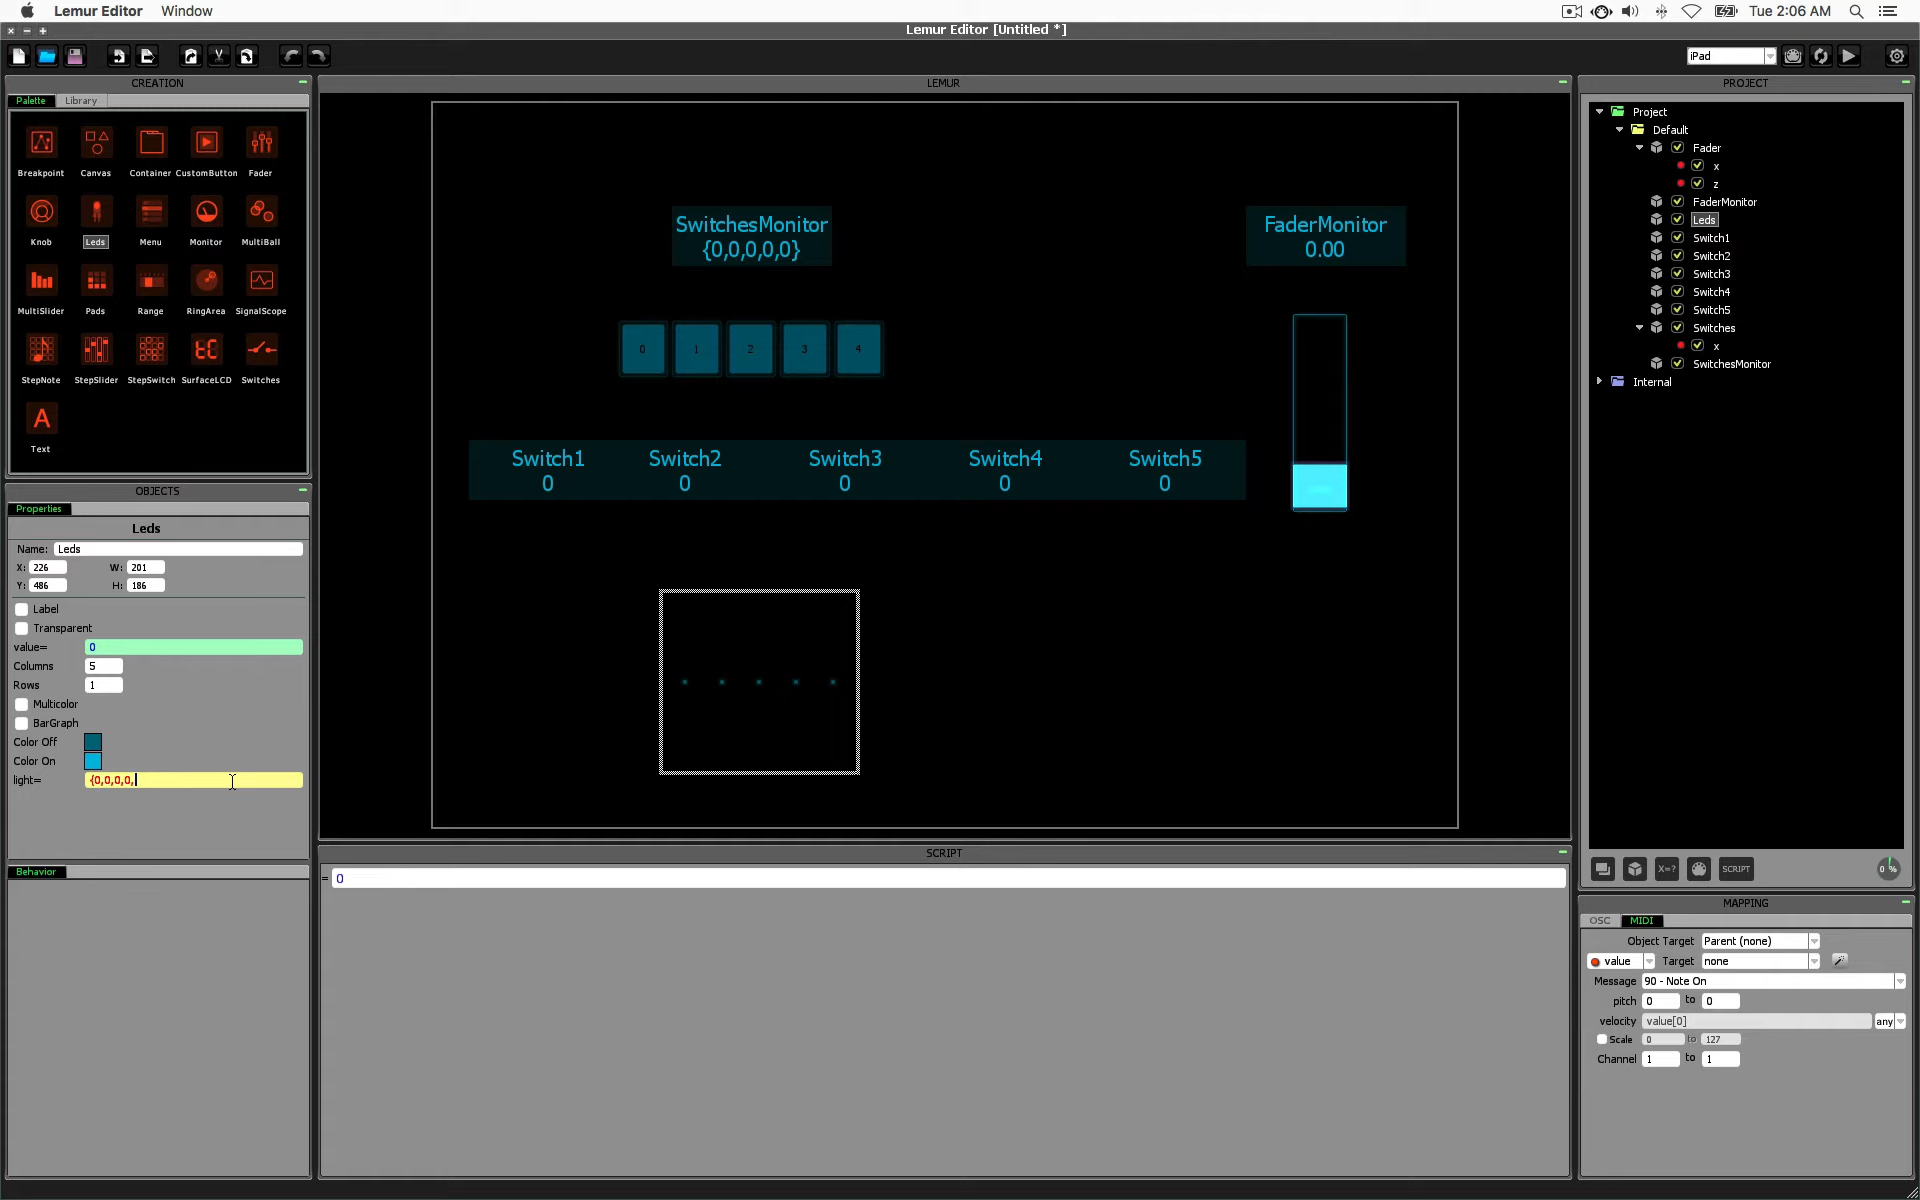 Lemur Editor Window Tue 2:06 AM
Lemur Editor [Untitled *]
iPad
CREATION
Palette Library
Breakpoint Canvas Container CustomButton Fader
Knob Leds Menu Monitor MultiBall
MultiSlider Pads Range RingArea SignalScope
StepNote StepSlider StepSwitch SurfaceLCD Switches
A
Text
OBJECTS
Properties
Leds
Name: Leds
X: 226 W: 201
Y: 486 H: 186
Label
Transparent
value= 0
Columns 5
Rows 1
Multicolor
BarGraph
Color Off
Color On
light= {0,0,0,0,
Behavior
LEMUR
SwitchesMonitor
{0,0,0,0,0}
FaderMonitor
0.00
0 1 2 3 4
Switch1 Switch2 Switch3 Switch4 Switch5
0 0 0 0 0
SCRIPT
= 0
PROJECT
Project
Default
Fader
x
z
FaderMonitor
Leds
Switch1
Switch2
Switch3
Switch4
Switch5
Switches
x
SwitchesMonitor
Internal
X=? SCRIPT 0 %
MAPPING
OSC MIDI
Object Target Parent (none)
value Target none
Message 90 - Note On
pitch 0 to 0
velocity value[0] any
Scale 0 to 127
Channel 1 to 1